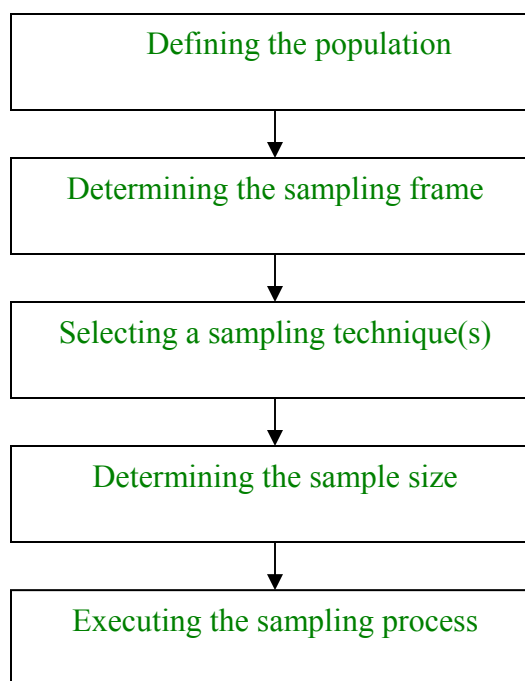 Defining the population
Determining the sampling frame
Selecting a sampling technique(s)
Determining the sample size
Executing the sampling process